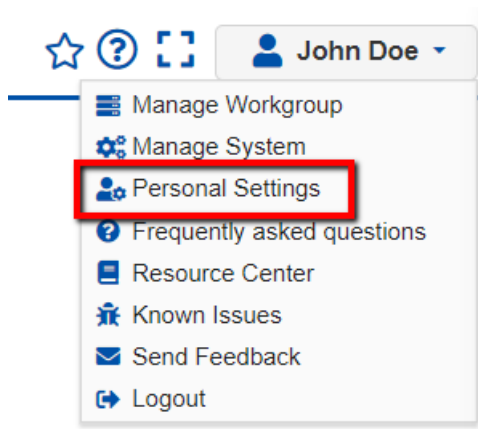 John Doe
Manage Workgroup
Manage System
Personal Settings
Frequently asked questions
Resource Center
Known Issues
Send Feedback
Logout